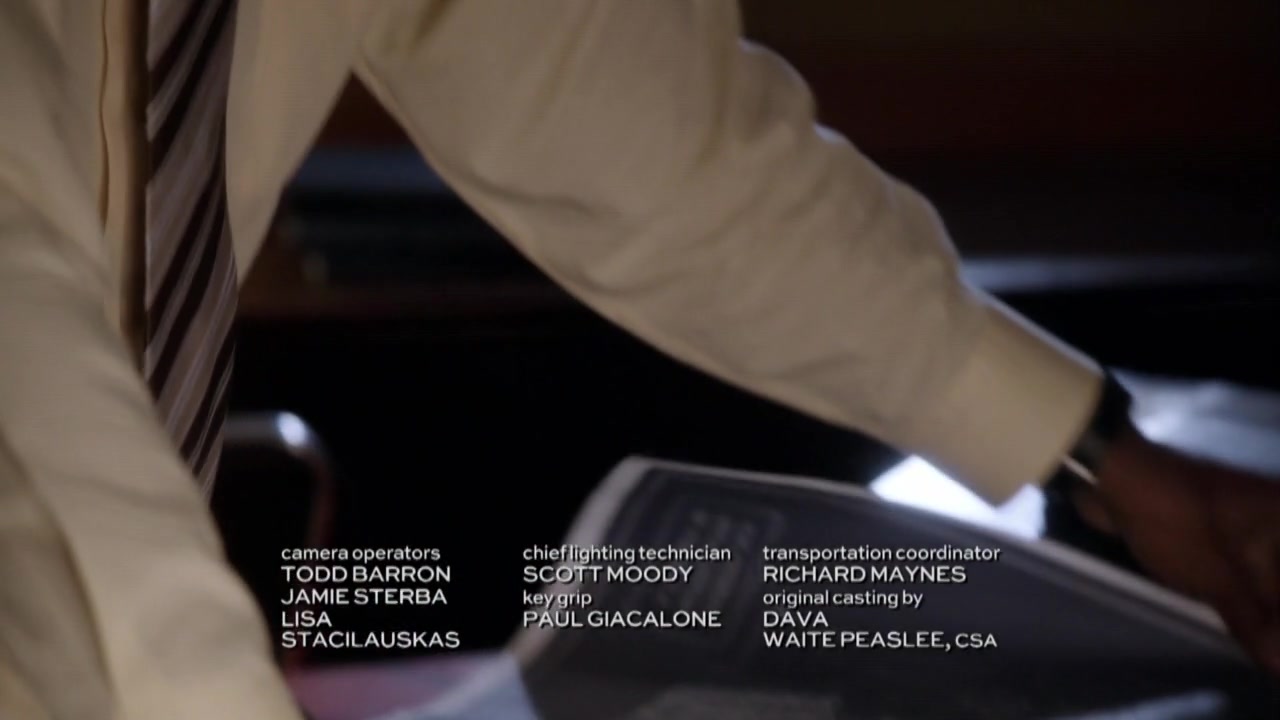 camera operators
TODD BARRON
JAMIE STERBA
LISA
STACILAUSKAS
chief lighting technician
SCOTT MOODY
key grip
PAUL GIACALONE
transportation coordinator
RICHARD MAYNES
original casting by
DAVA
WAITE PEASLEE, CSA